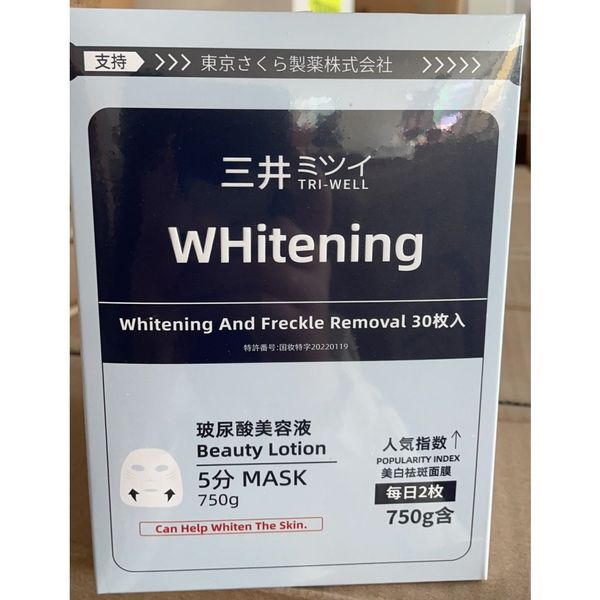 支持 >>> 東京さくら製薬株式会社 >>>>>
三井 ミツイ
TRI-WELL
WHitening
Whitening And Freckle Removal 30枚入
特許番号:国妆特字20220119
玻尿酸美容液
Beauty Lotion
5分 MASK
750g
Can Help Whiten The Skin.
人気指数↑
POPULARITY INDEX
美白祛斑面膜
每日2枚
750g含